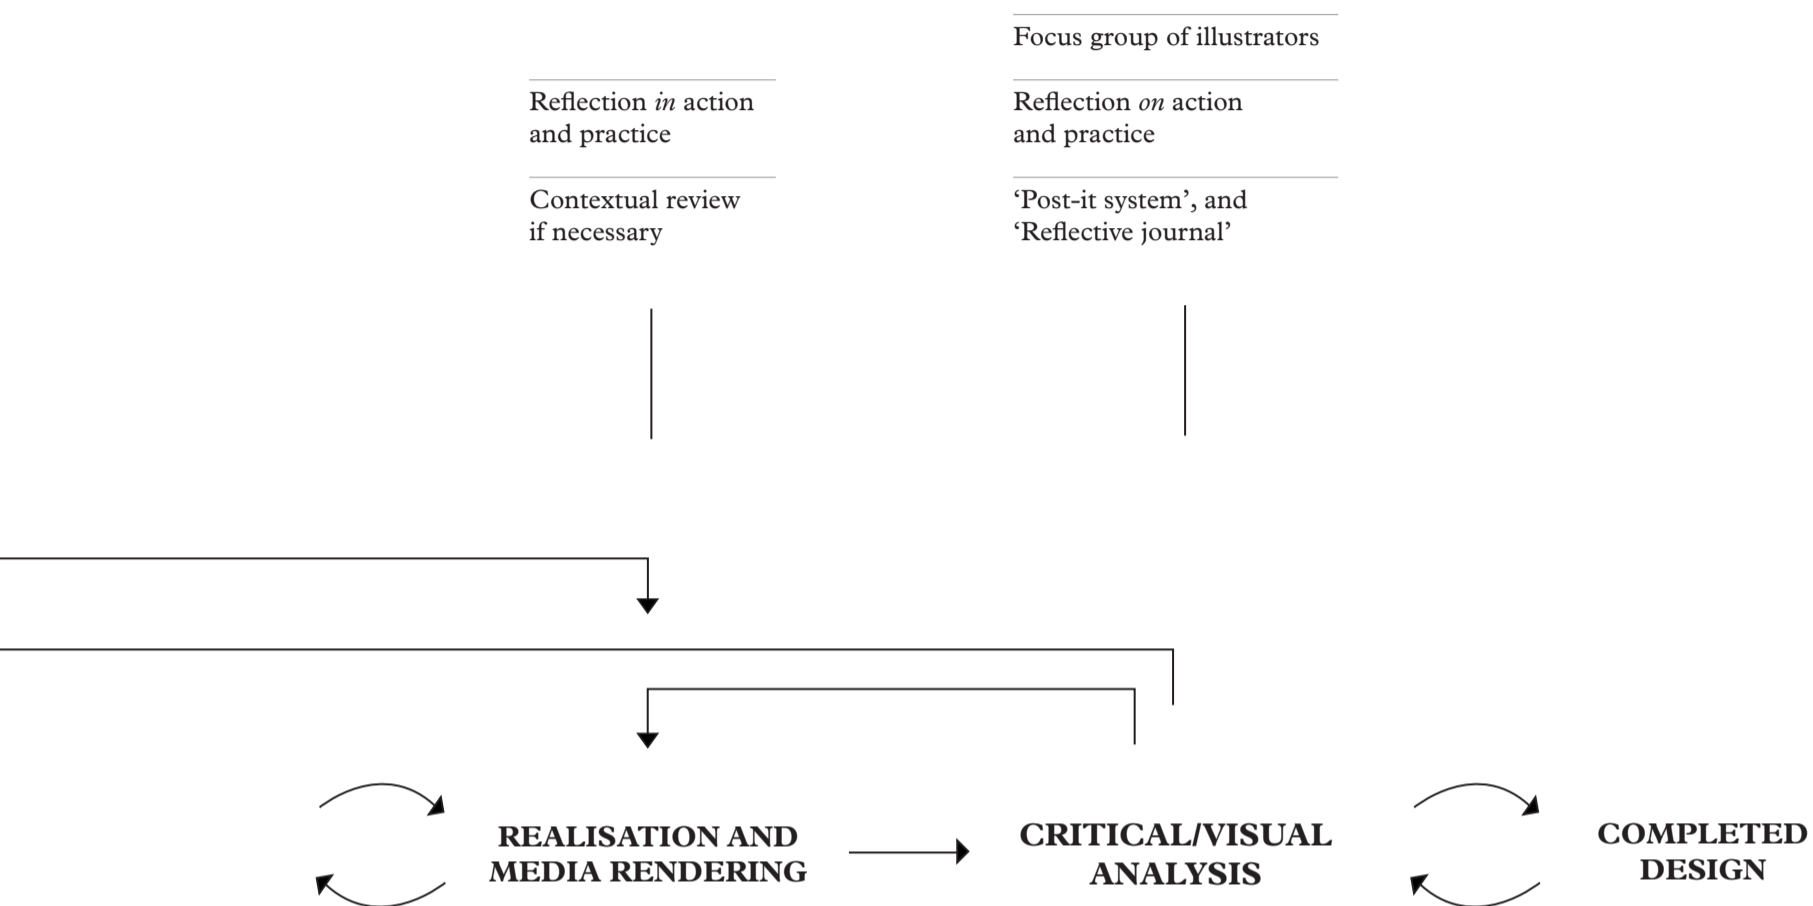 Focus group of illustrators
Reflection in action
and practice
Reflection on action
and practice
Contextual review
if necessary
‘Post-it system’, and
‘Reflective journal’
REALISATION AND
MEDIA RENDERING
CRITICAL/VISUAL
ANALYSIS
COMPLETED
DESIGN